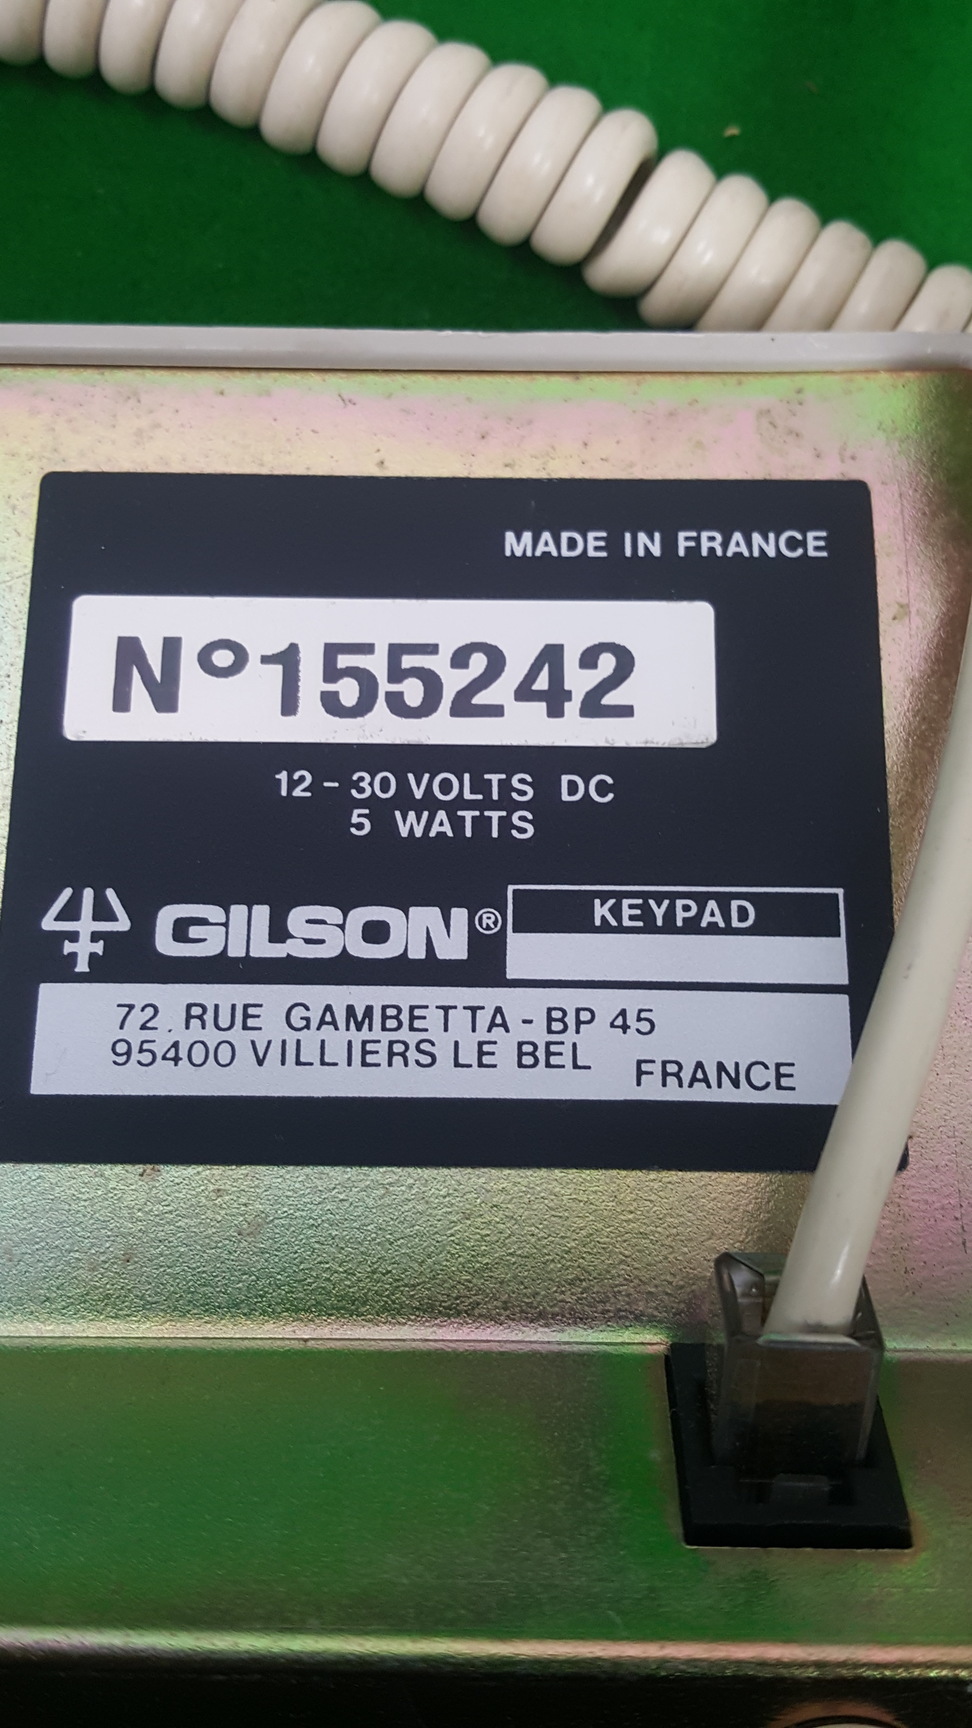 MADE IN FRANCE
N°155242
12 - 30 VOLTS DC
5 WATTS
GILSON®
KEYPAD
72. RUE GAMBETTA - BP 45
95400 VILLIERS LE BEL
FRANCE